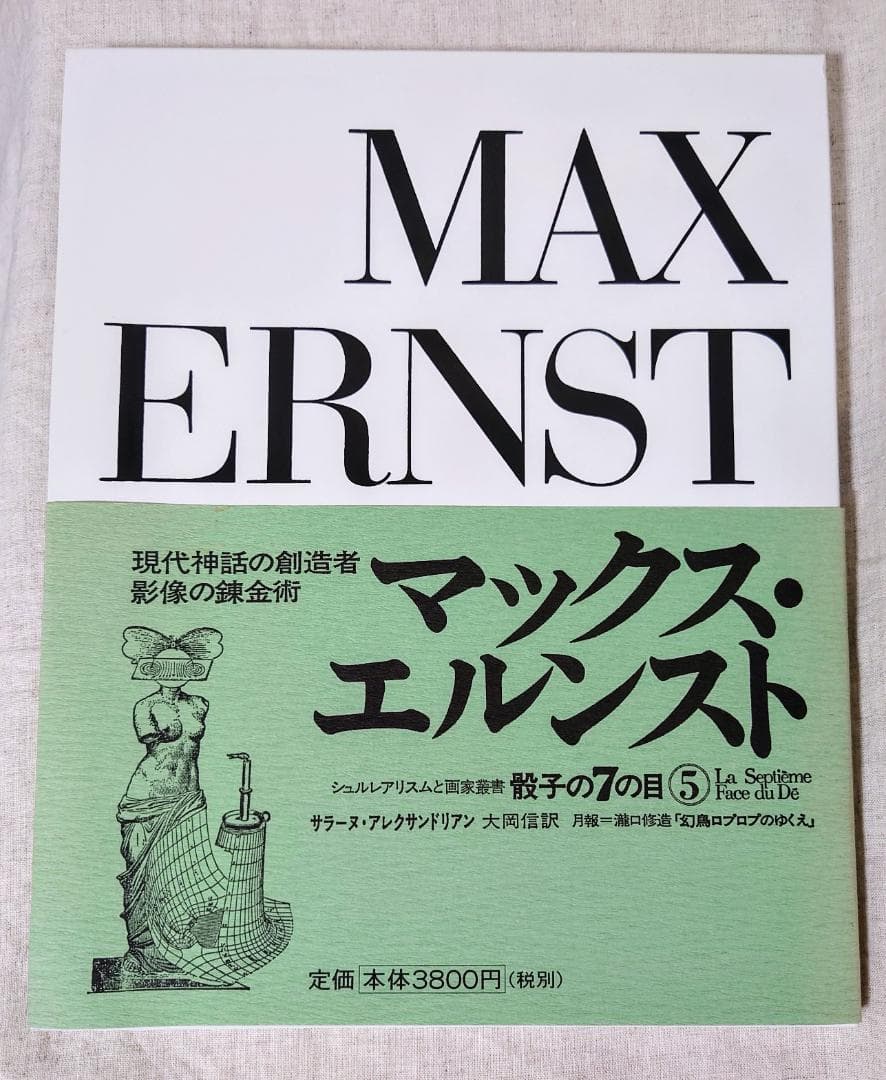 MAX
ERNST
現代神話の創造者
影像の錬金術
マックス・
エルンスト
シュルレアリスムと画家叢書 骰子の7の目 ⑤ La Septième
Face du Dé
サラーヌ・アレクサンドリアン 大岡信訳 月報=瀧口修造「幻鳥ロプロプのゆくえ」
定価 本体3800円(税別)